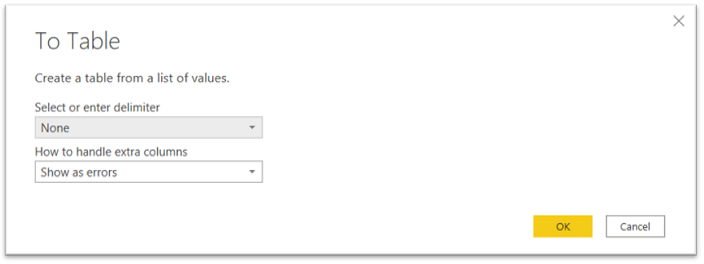 To Table
Create a table from a list of values.
Select or enter delimiter
None
How to handle extra columns
Show as errors
OK Cancel